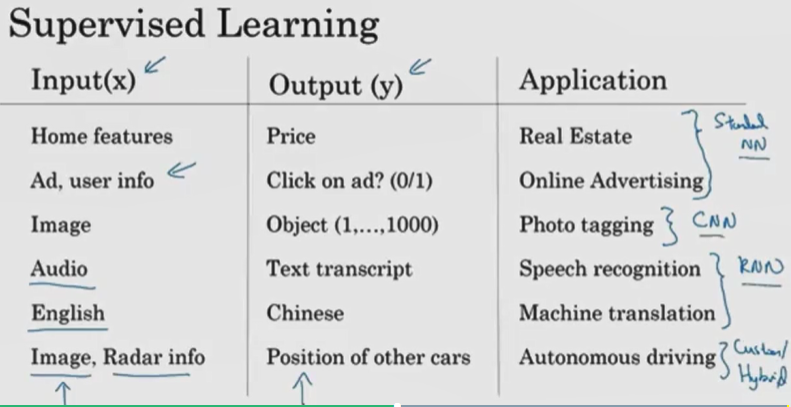 Supervised Learning
Input(x) Output (y) Application
Home features Price Real Estate
Ad, user info Click on ad? (0/1) Online Advertising
Standard
NN
Image Object (1,...,1000) Photo tagging CNN
Audio Text transcript Speech recognition RNN
English Chinese Machine translation
Image, Radar info Position of other cars Autonomous driving
Custom/
Hybrid